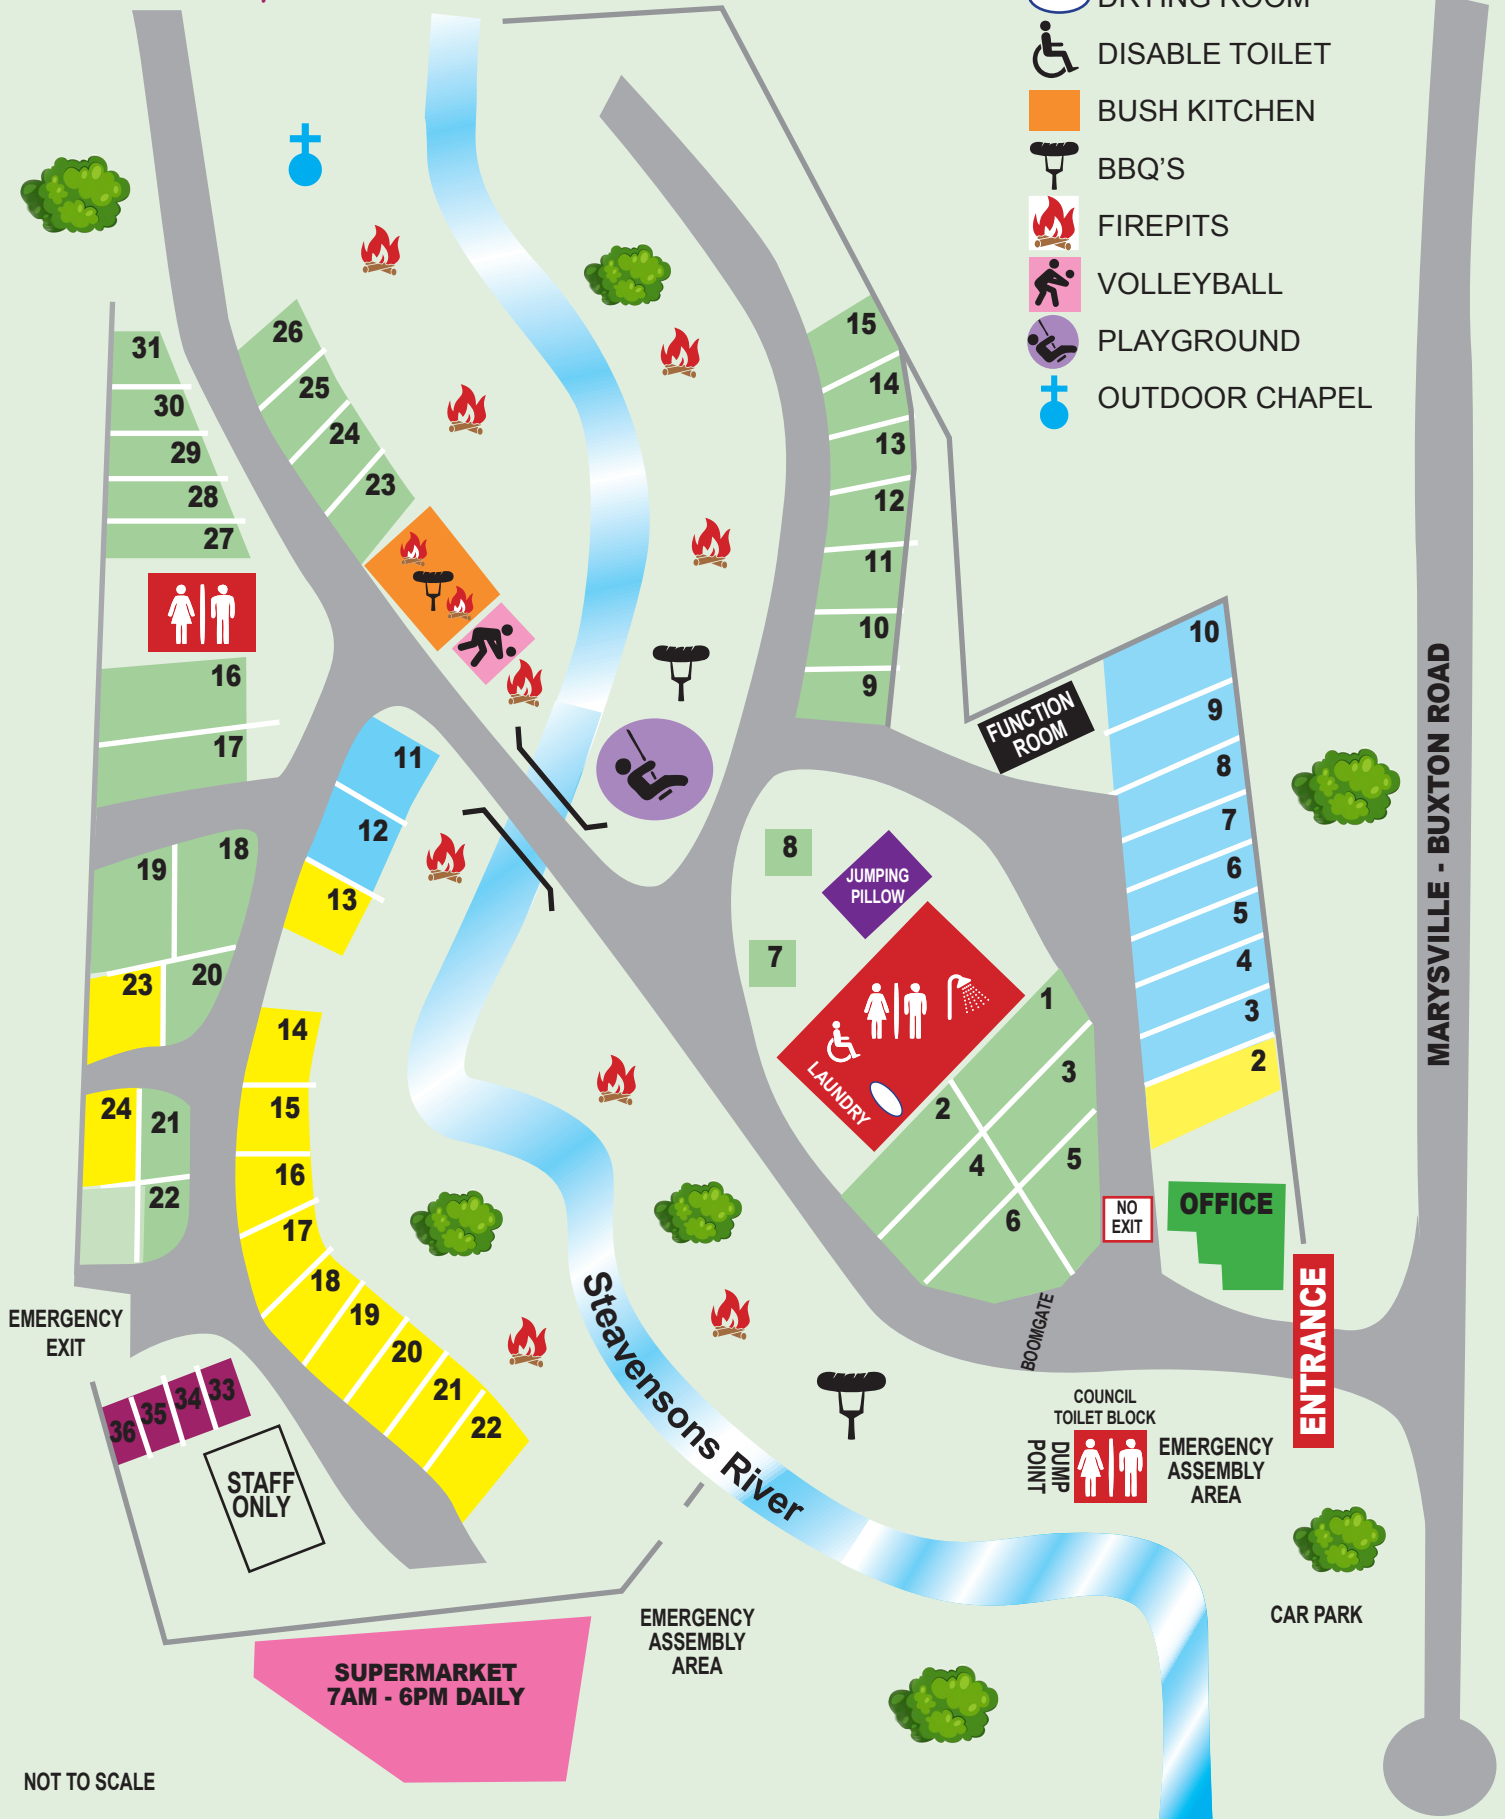 DRYING ROOM
DISABLE TOILET
BUSH KITCHEN
BBQ'S
FIREPITS
VOLLEYBALL
PLAYGROUND
OUTDOOR CHAPEL
31
30
29
28
27
26
25
24
23
15
14
13
12
11
10
9
16
17
11
12
13
19
18
23
20
24
21
22
14
15
16
17
18
19
20
21
22
8
7
JUMPING
PILLOW
LAUNDRY
1
3
2
5
4
6
FUNCTION
ROOM
10
9
8
7
6
5
4
3
2
NO
EXIT
OFFICE
ENTRANCE
BOOMGATE
MARYSVILLE - BUXTON ROAD
EMERGENCY
EXIT
36
35
34
33
STAFF
ONLY
Steavensons River
COUNCIL
TOILET BLOCK
DUMP
POINT
EMERGENCY
ASSEMBLY
AREA
CAR PARK
EMERGENCY
ASSEMBLY
AREA
SUPERMARKET
7AM - 6PM DAILY
NOT TO SCALE